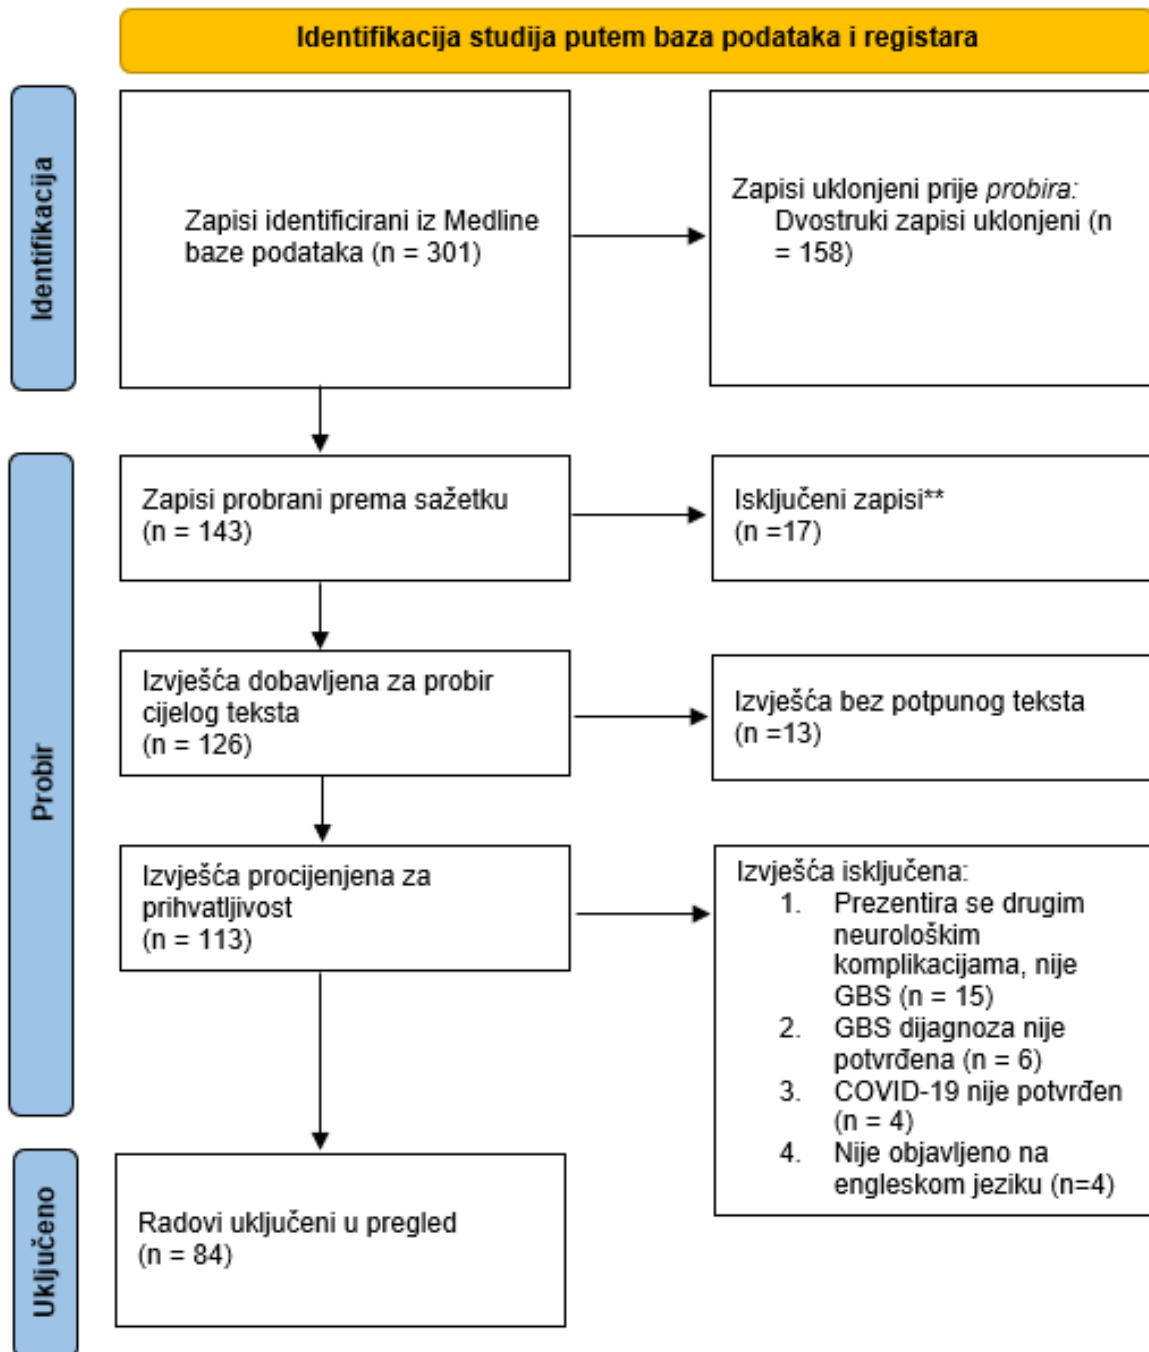 Identifikacija studija putem baza podataka i registara
Identifikacija
Zapisi identificirani iz Medline
baze podataka (n = 301)
Zapisi uklonjeni prije probira:
Dvostruki zapisi uklonjeni (n
= 158)
Probir
Zapisi probrani prema sažetku
(n = 143)
Isključeni zapisi**
(n =17)
Izvješća dobavljena za probir
cijelog teksta
(n = 126)
Izvješća bez potpunog teksta
(n =13)
Izvješća procijenjena za
prihvatljivost
(n = 113)
Izvješća isključena:
1. Prezentira se drugim
neurološkim
komplikacijama, nije
GBS (n = 15)
2. GBS dijagnoza nije
potvrđena (n = 6)
3. COVID-19 nije potvrđen
(n = 4)
4. Nije objavljeno na
engleskom jeziku (n=4)
Uključeno
Radovi uključeni u pregled
(n = 84)